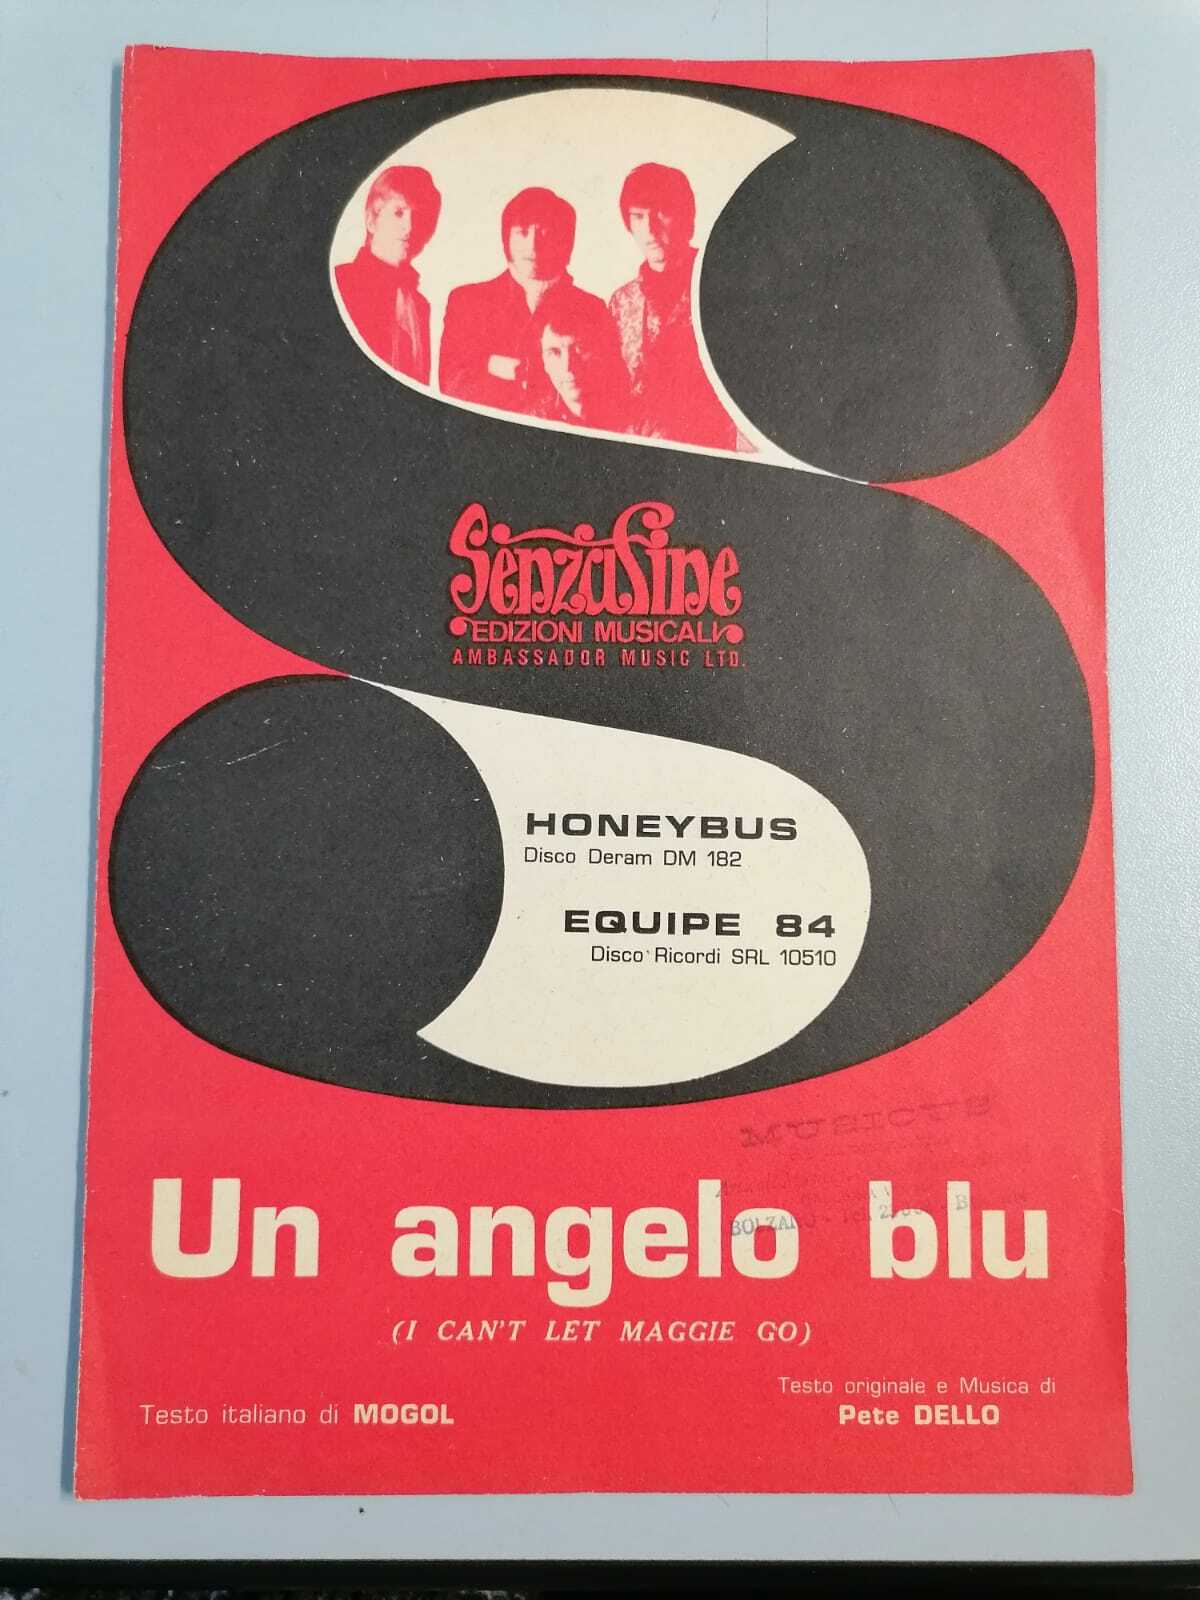 Senzafine
EDIZIONI MUSICALI
AMBASSADOR MUSIC LTD.
HONEYBUS
Disco Deram DM 182
EQUIPE 84
Disco Ricordi SRL 10510
MUSICUS
BOLZANO
Un angelo blu
(I CAN'T LET MAGGIE GO)
Testo italiano di MOGOL
Testo originale e Musica di
Pete DELLO